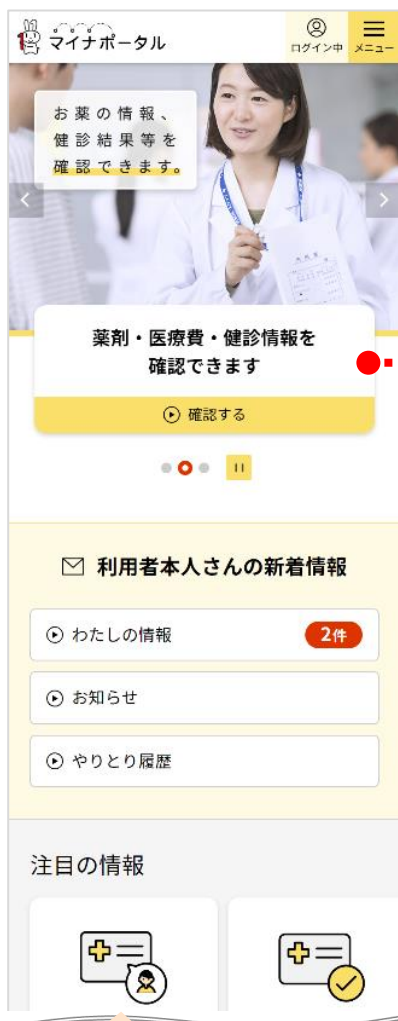 マイナポータル
ログイン中
メニュー
お薬の情報、
健診結果等を
確認できます。
薬剤・医療費・健診情報を
確認できます
確認する
利用者本人さんの新着情報
わたしの情報
2件
お知らせ
やりとり履歴
注目の情報